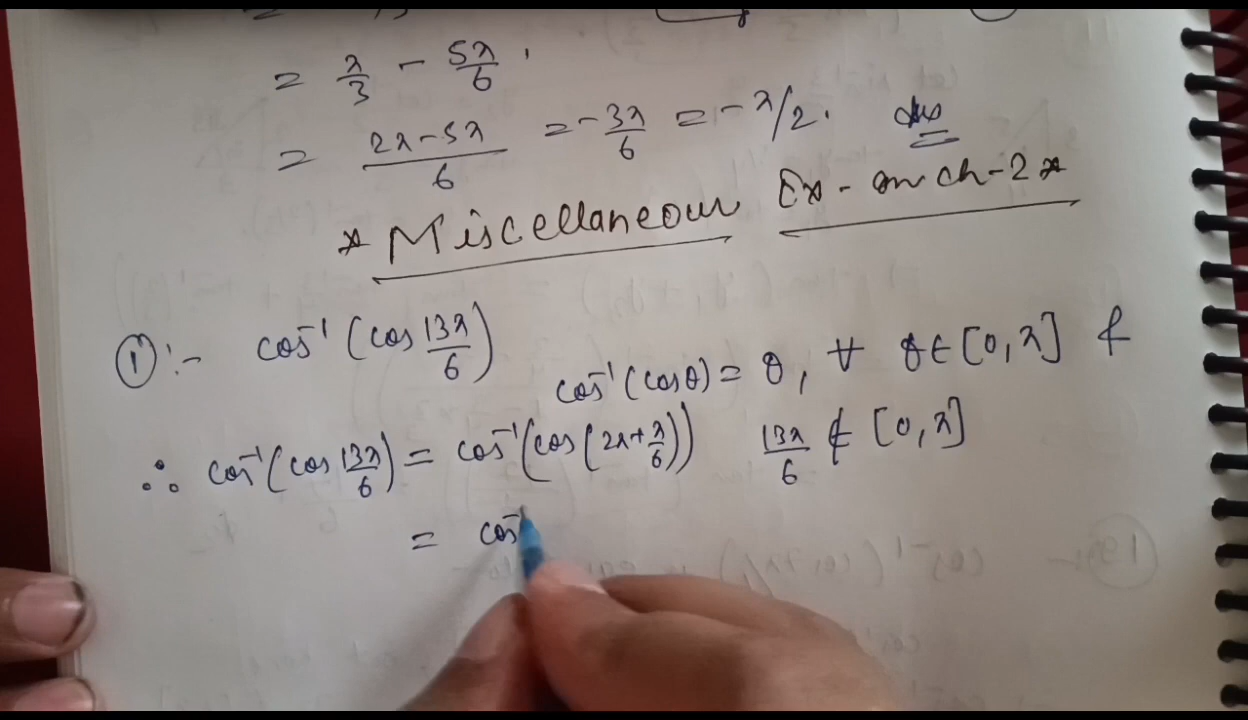 = π/3 - 5π/6 .
= (2π-5π)/6 = -3π/6 = -π/2. Ans
* Miscellaneous Ex - on ch-2 *
① :- cos⁻¹ (cos 13π/6)
cos⁻¹(cosθ) = θ, ∀ θ∈[0,π] &
∴ cos⁻¹(cos 13π/6) = cos⁻¹(cos(2π+π/6)) 13π/6 ∉ [0,π]
= cos⁻¹